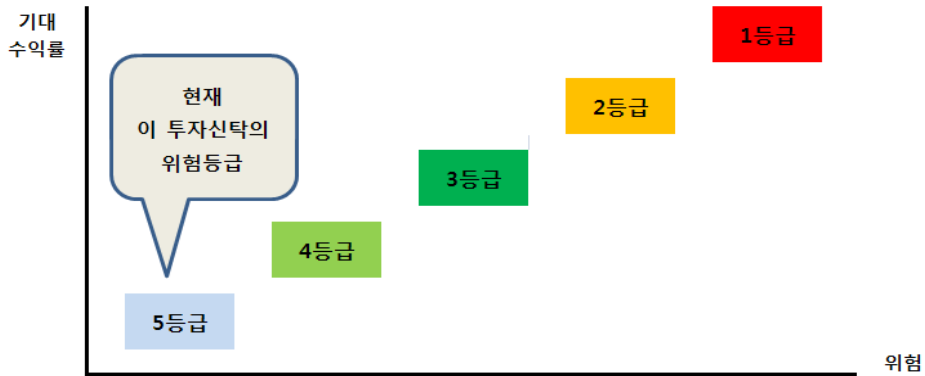 기대
수익률
1등급
현재
이 투자신탁의
위험등급
2등급
3등급
4등급
5등급
위험